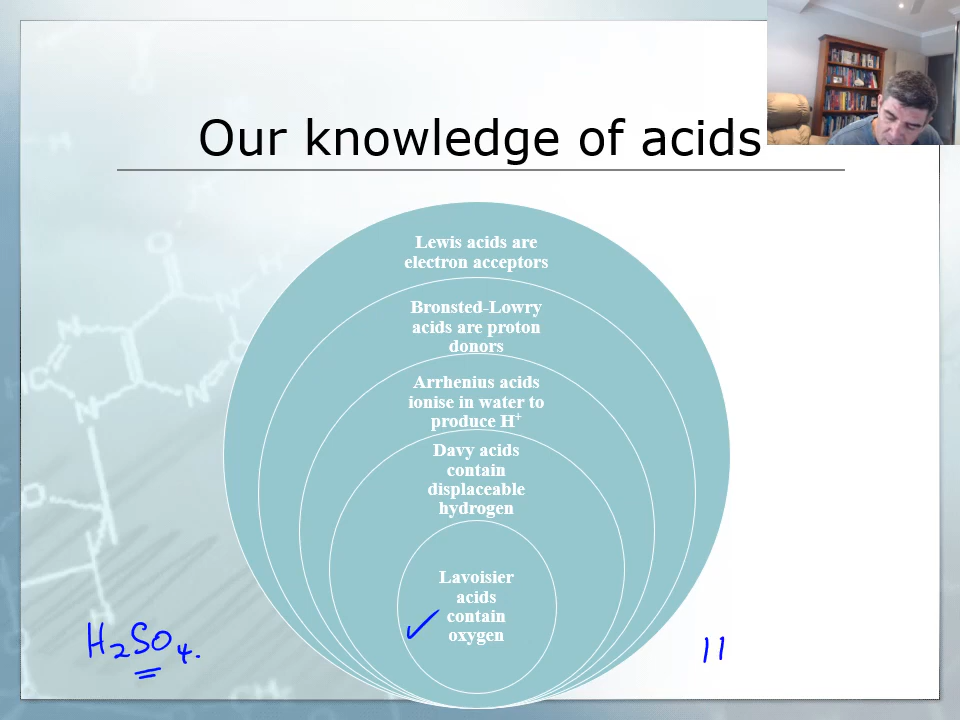 Our knowledge of acids
Lewis acids are
electron acceptors
Bronsted-Lowry
acids are proton
donors
Arrhenius acids
ionise in water to
produce H⁺
Davy acids
contain
displaceable
hydrogen
Lavoisier
acids
contain
oxygen
H₂SO₄.